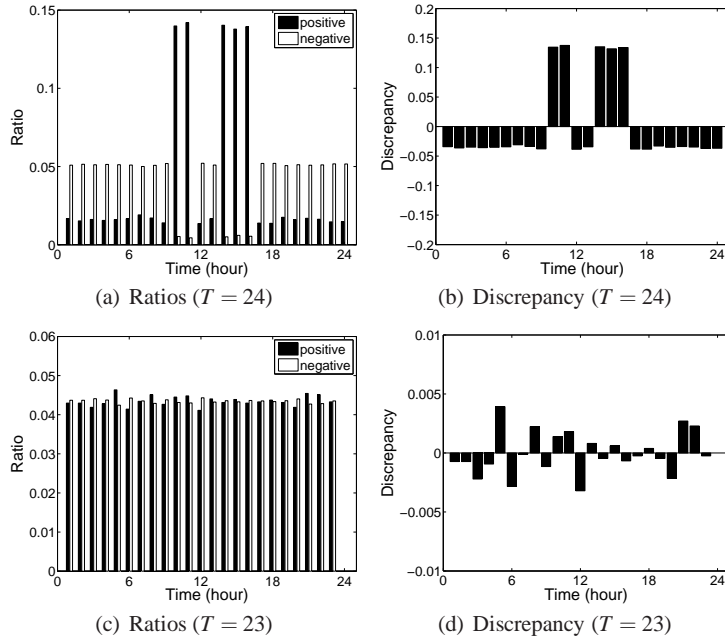 0.15
0.1
0.05
0
Ratio
positive
negative
0 6 12 18 24
Time (hour)
(a) Ratios (T = 24)
0.2
0.15
0.1
0.05
0
−0.05
−0.1
−0.15
−0.2
Discrepancy
0 6 12 18 24
Time (hour)
(b) Discrepancy (T = 24)
0.06
0.05
0.04
0.03
0.02
0.01
0
Ratio
positive
negative
0 6 12 18 24
Time (hour)
(c) Ratios (T = 23)
0.01
0.005
0
−0.005
−0.01
Discrepancy
6 12 18 24
Time (hour)
(d) Discrepancy (T = 23)